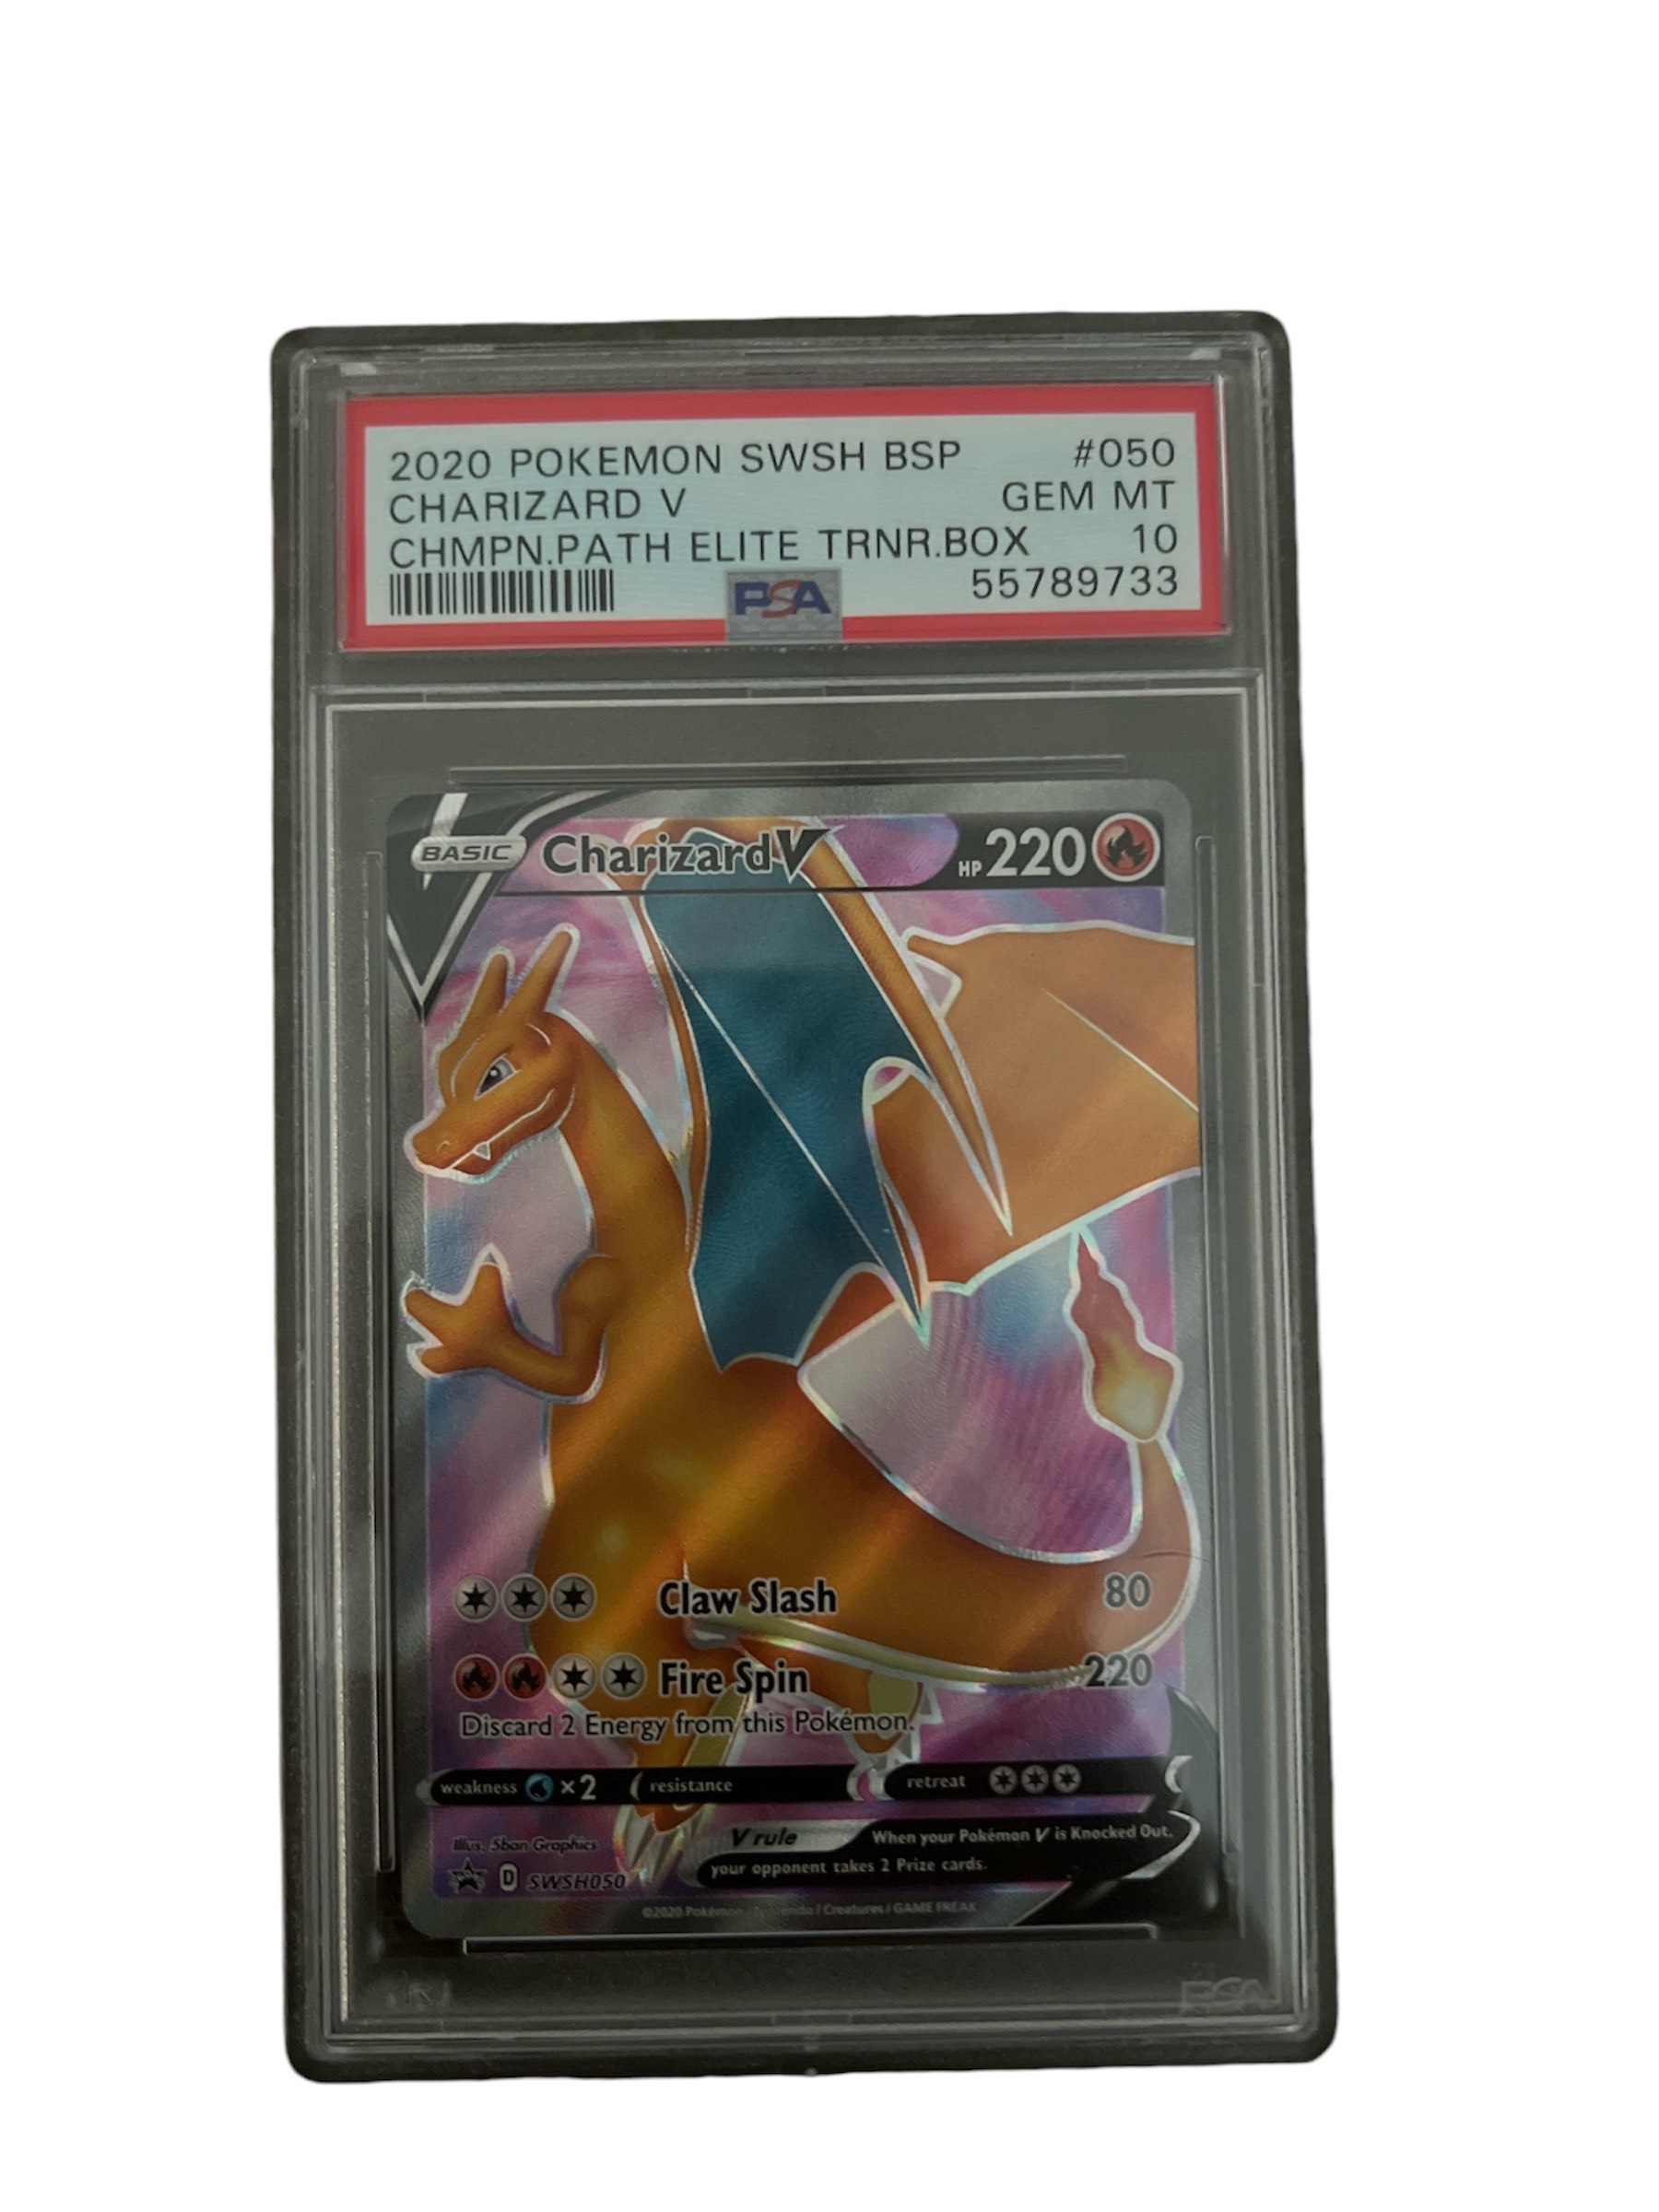 2020 POKEMON SWSH BSP #050
CHARIZARD V GEM MT
CHMPN.PATH ELITE TRNR.BOX 10
PSA 55789733
BASIC Charizard V HP 220
Claw Slash 80
Fire Spin 220
Discard 2 Energy from this Pokémon.
weakness ×2 resistance retreat
V rule When your Pokémon V is Knocked Out,
your opponent takes 2 Prize cards.
Illus. 5ban Graphics
D SWSH050
©2020 Pokémon / Nintendo / Creatures / GAME FREAK
PSA